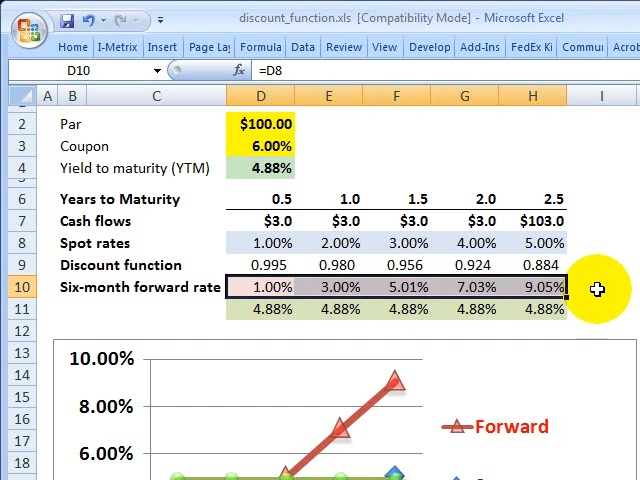 discount_function.xls [Compatibility Mode] - Microsoft Excel
Home I-Metrix Insert Page La Formula Data Review View Develop Add-Ins FedEx Ki Commu Acrob
D10 fx =D8
A B C D E F G H I
2 Par $100.00
3 Coupon 6.00%
4 Yield to maturity (YTM) 4.88%
6 Years to Maturity 0.5 1.0 1.5 2.0 2.5
7 Cash flows $3.0 $3.0 $3.0 $3.0 $103.0
8 Spot rates 1.00% 2.00% 3.00% 4.00% 5.00%
9 Discount function 0.995 0.980 0.956 0.924 0.884
10 Six-month forward rate 1.00% 3.00% 5.01% 7.03% 9.05%
11 4.88% 4.88% 4.88% 4.88% 4.88%
12
13 10.00%
14
15 8.00%
16 Forward
17
18 6.00%